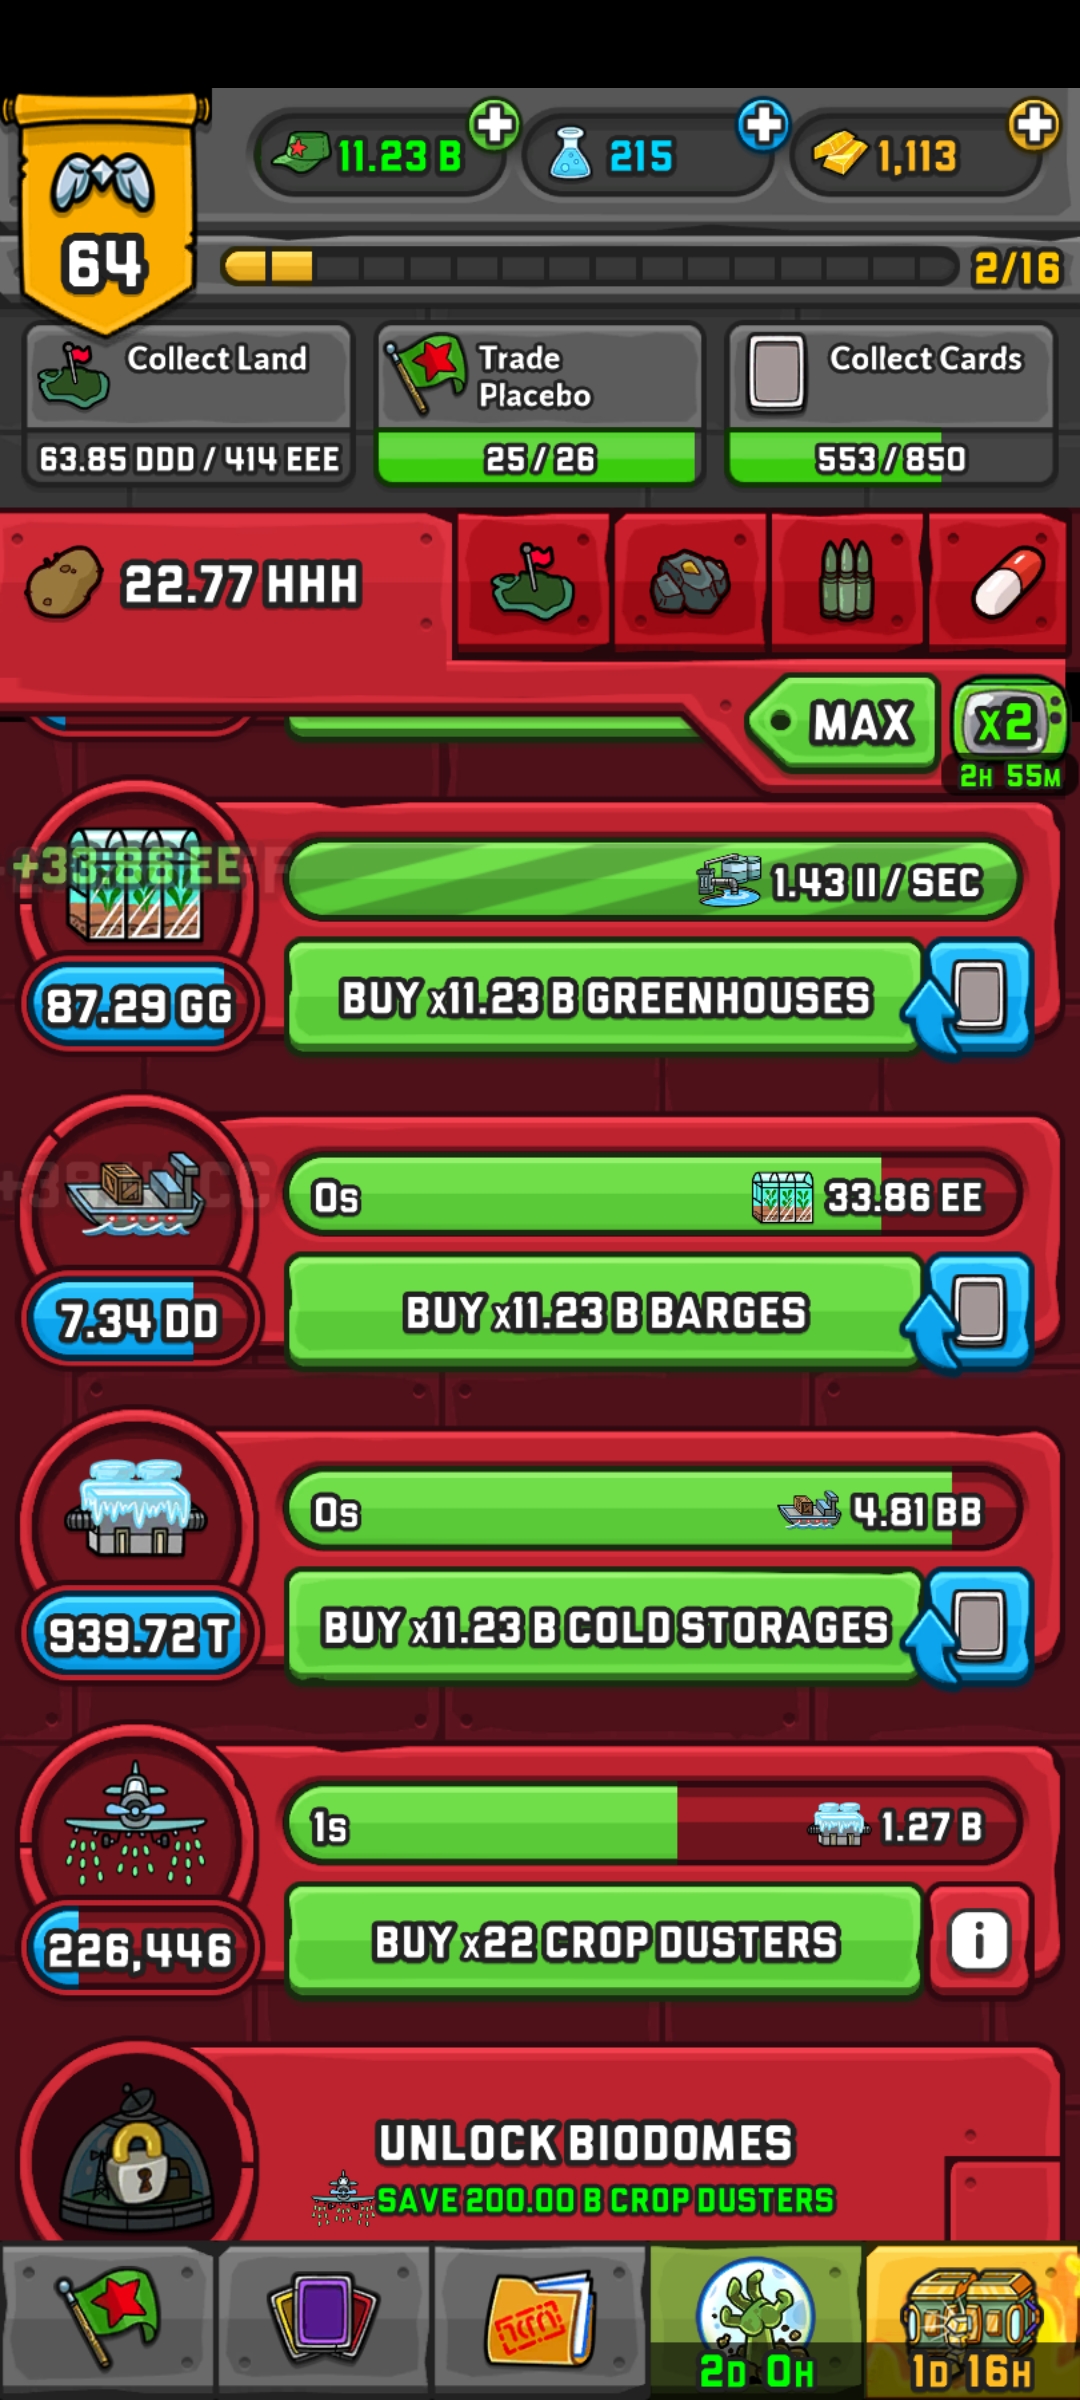 11.23 B
215
1,113
64
2/16
Collect Land
63.85 DDD / 414 EEE
Trade
Placebo
25 / 26
Collect Cards
553 / 850
22.77 HHH
MAX
x2
2H 55M
+33.86 EE
1.43 II / SEC
87.29 GG
BUY x11.23 B GREENHOUSES
0s
33.86 EE
7.34 DD
BUY x11.23 B BARGES
0s
4.81 BB
939.72 T
BUY x11.23 B COLD STORAGES
1s
1.27 B
226,446
BUY x22 CROP DUSTERS
i
UNLOCK BIODOMES
SAVE 200.00 B CROP DUSTERS
2D 0H
1D 16H